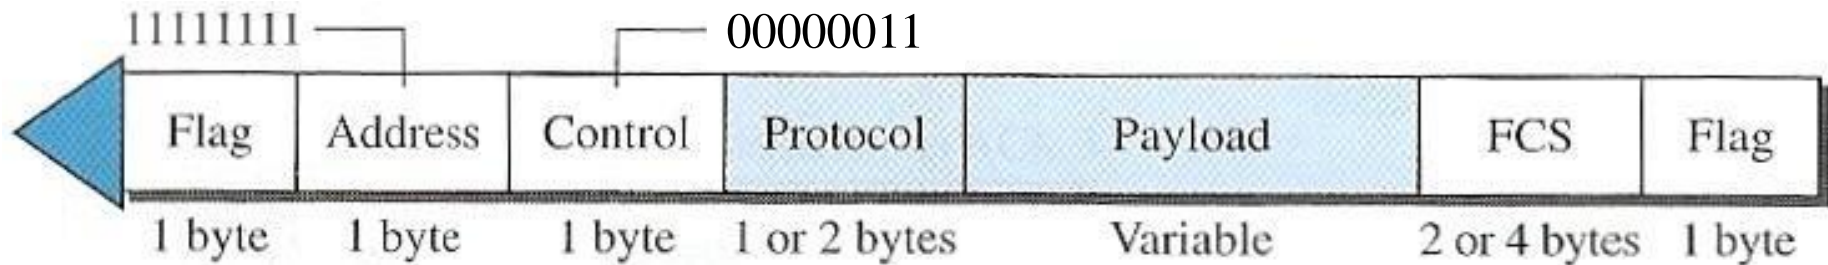 11111111 00000011
Flag Address Control Protocol Payload FCS Flag
1 byte 1 byte 1 byte 1 or 2 bytes Variable 2 or 4 bytes 1 byte